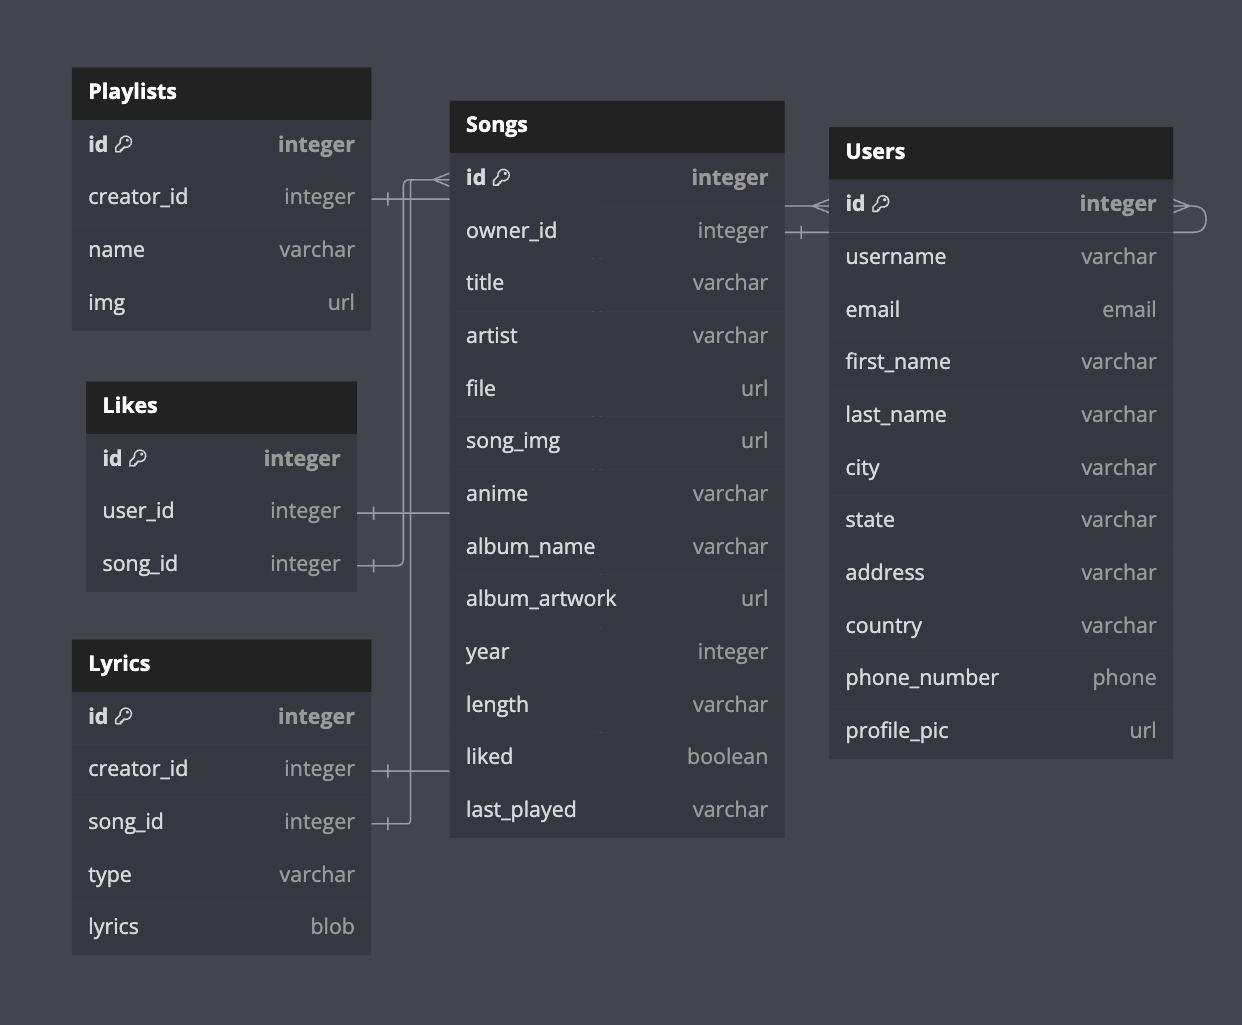 Playlists
id integer
creator_id integer
name varchar
img url
Likes
id integer
user_id integer
song_id integer
Lyrics
id integer
creator_id integer
song_id integer
type varchar
lyrics blob
Songs
id integer
owner_id integer
title varchar
artist varchar
file url
song_img url
anime varchar
album_name varchar
album_artwork url
year integer
length varchar
liked boolean
last_played varchar
Users
id integer
username varchar
email email
first_name varchar
last_name varchar
city varchar
state varchar
address varchar
country varchar
phone_number phone
profile_pic url